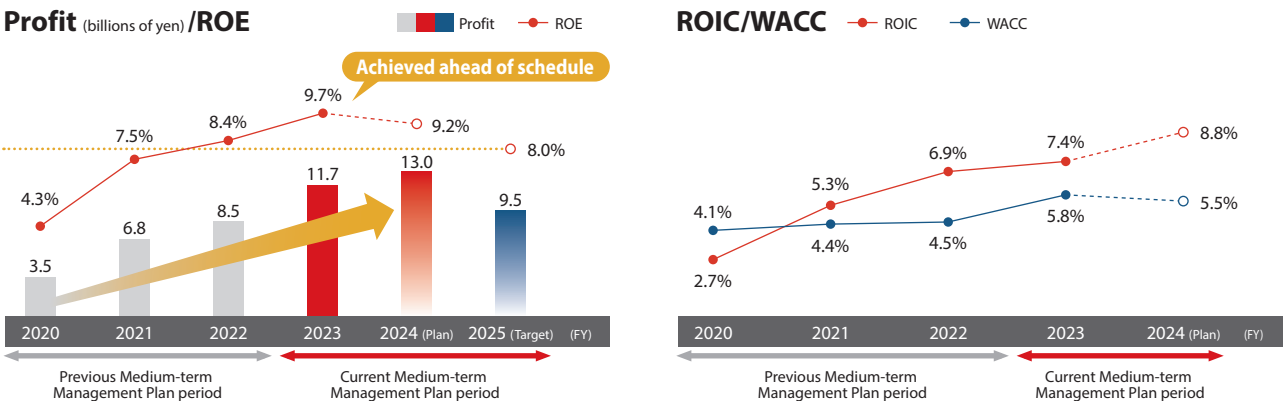 Profit (billions of yen) /ROE
Profit
ROE
Achieved ahead of schedule
4.3%
7.5%
8.4%
9.7%
9.2%
8.0%
3.5
6.8
8.5
11.7
13.0
9.5
2020
2021
2022
2023
2024 (Plan)
2025 (Target)
(FY)
Previous Medium-term
Management Plan period
Current Medium-term
Management Plan period
ROIC/WACC
ROIC
WACC
4.1%
2.7%
5.3%
4.4%
6.9%
4.5%
7.4%
5.8%
8.8%
5.5%
2020
2021
2022
2023
2024 (Plan)
(FY)
Previous Medium-term
Management Plan period
Current Medium-term
Management Plan period